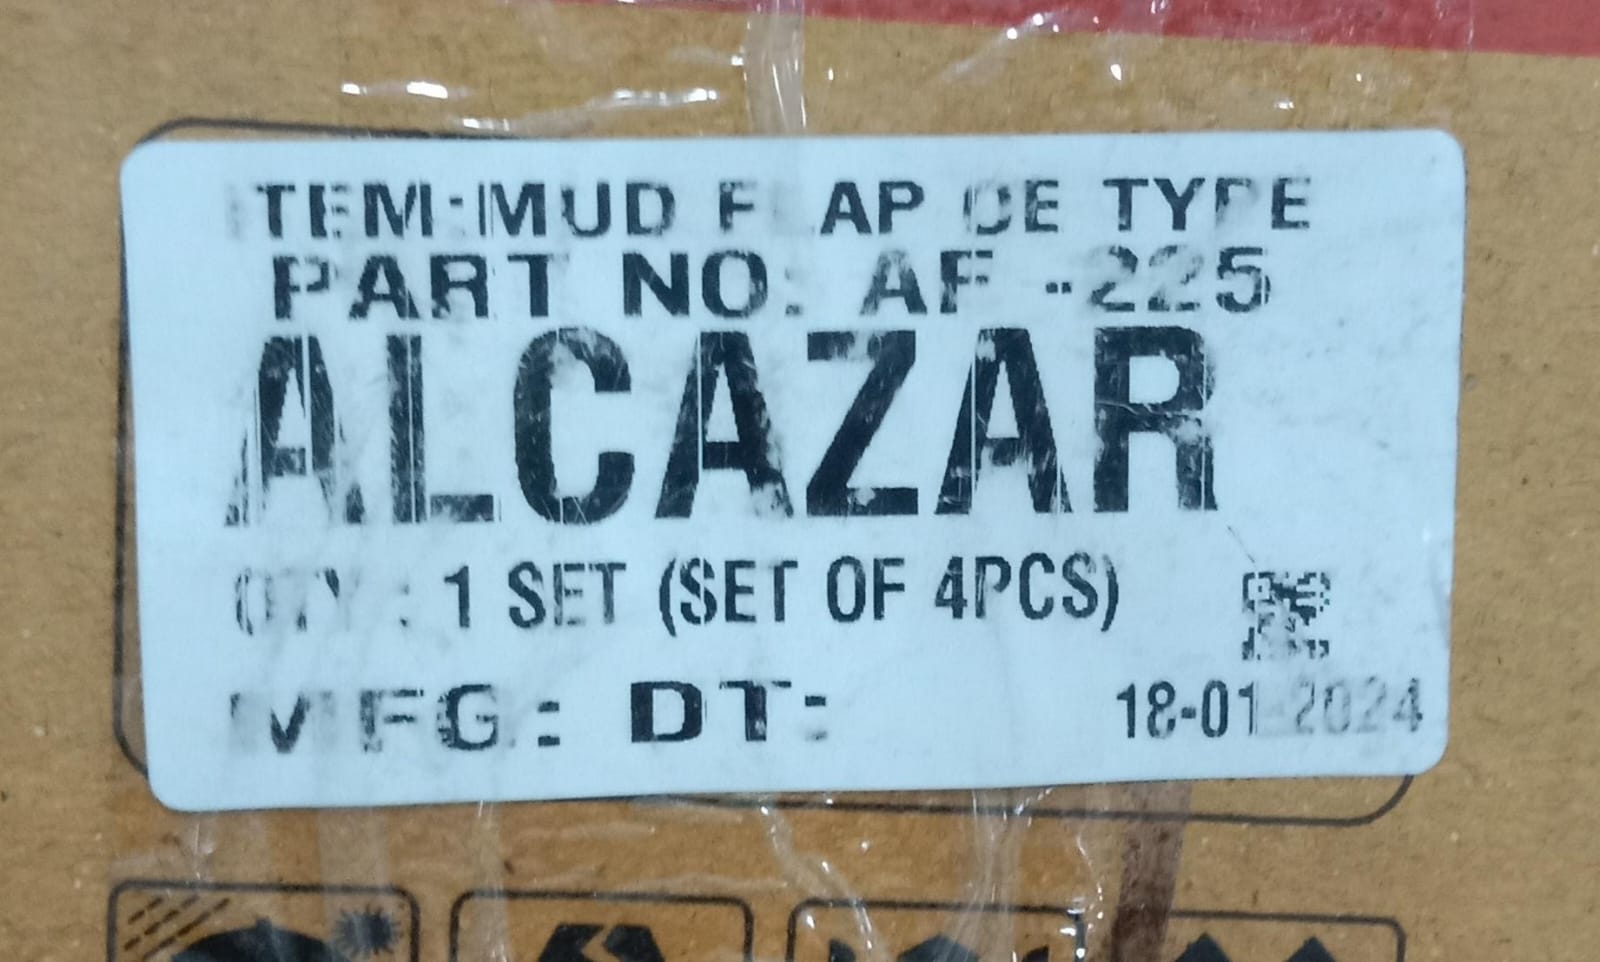 ITEM:MUD FLAP OE TYPE
PART NO: AF -225
ALCAZAR
QTY : 1 SET (SET OF 4PCS)
MFG.: DT: 18-01-2024